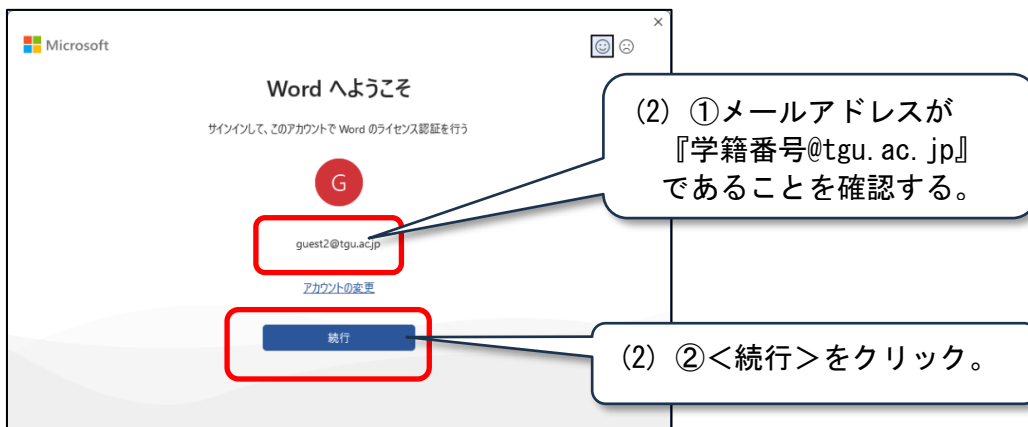 Microsoft
Word へようこそ
サインインして、このアカウントで Word のライセンス認証を行う
G
guest2@tgu.ac.jp
アカウントの変更
続行
(2) ①メールアドレスが
『学籍番号@tgu.ac.jp』
であることを確認する。
(2) ②<続行>をクリック。